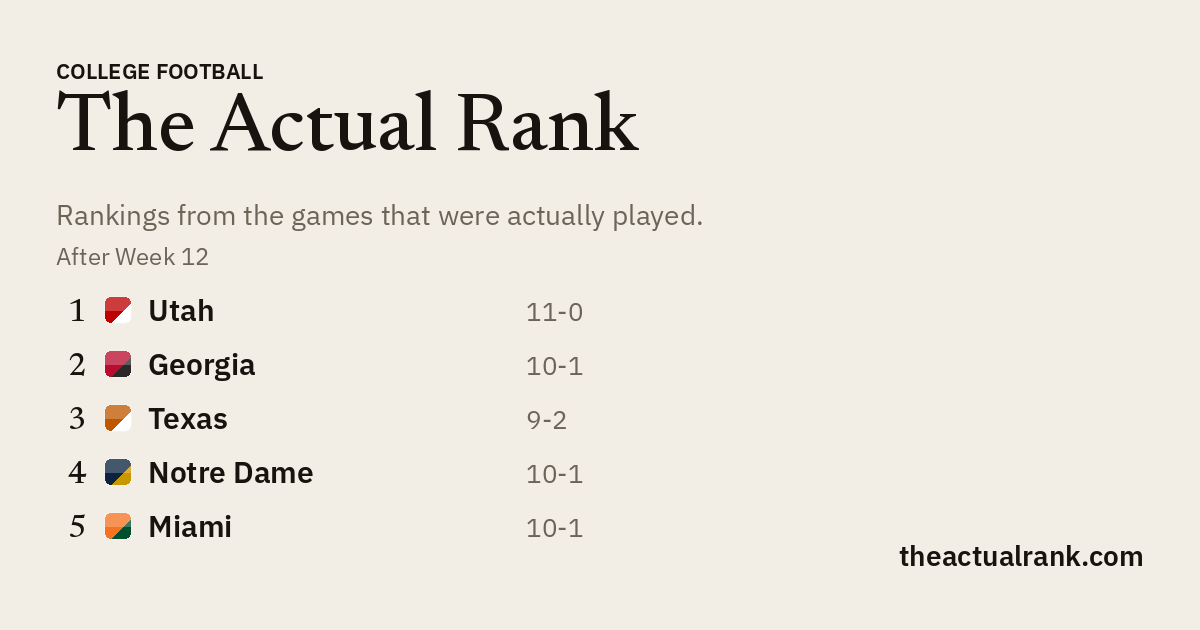 COLLEGE FOOTBALL
The Actual Rank
Rankings from the games that were actually played.
After Week 12
1 Utah 11-0
2 Georgia 10-1
3 Texas 9-2
4 Notre Dame 10-1
5 Miami 10-1
theactualrank.com